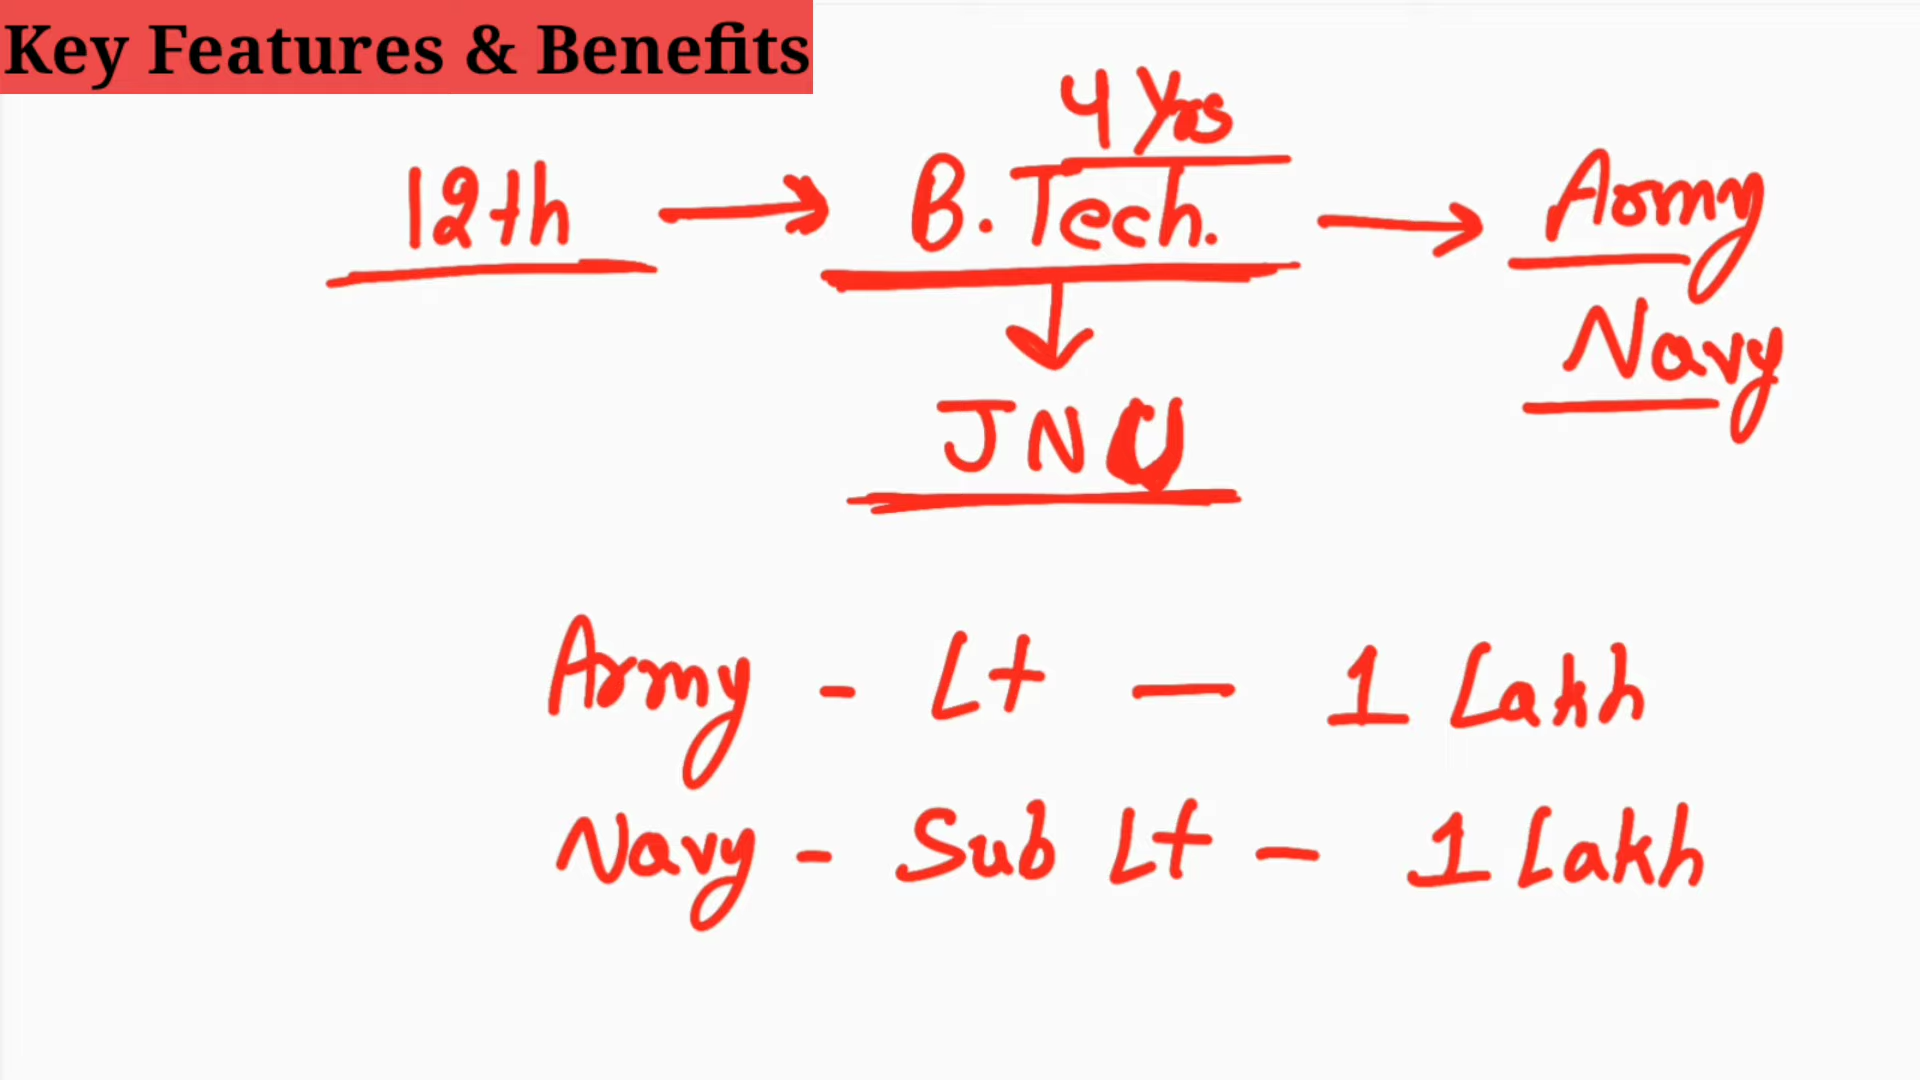 Key Features & Benefits
4 Yrs
12th → B.Tech. → Army
Navy
JNU
Army - Lt — 1 Lakh
Navy - Sub Lt - 1 Lakh